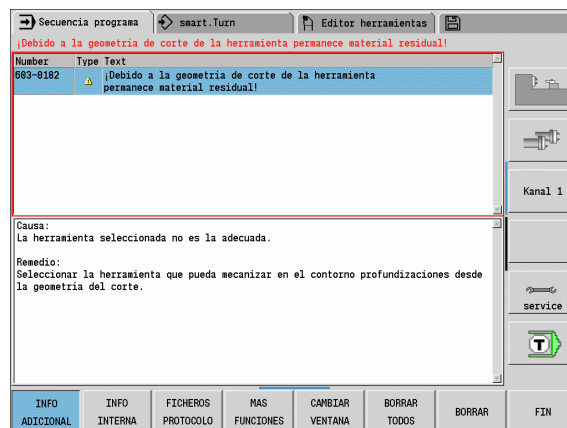 Secuencia programa
smart.Turn
Editor herramientas
¡Debido a la geometria de corte de la herramienta permanece material residual!
Number Type Text
603-0182 ¡Debido a la geometria de corte de la herramienta
permanece material residual!
Kanal 1
Causa:
La herramienta seleccionada no es la adecuada.
Remedio:
Seleccionar la herramienta que pueda mecanizar en el contorno profundizaciones desde
la geometría del corte.
service
T
INFO ADICIONAL
INFO INTERNA
FICHEROS PROTOCOLO
MAS FUNCIONES
CAMBIAR VENTANA
BORRAR TODOS
BORRAR
FIN